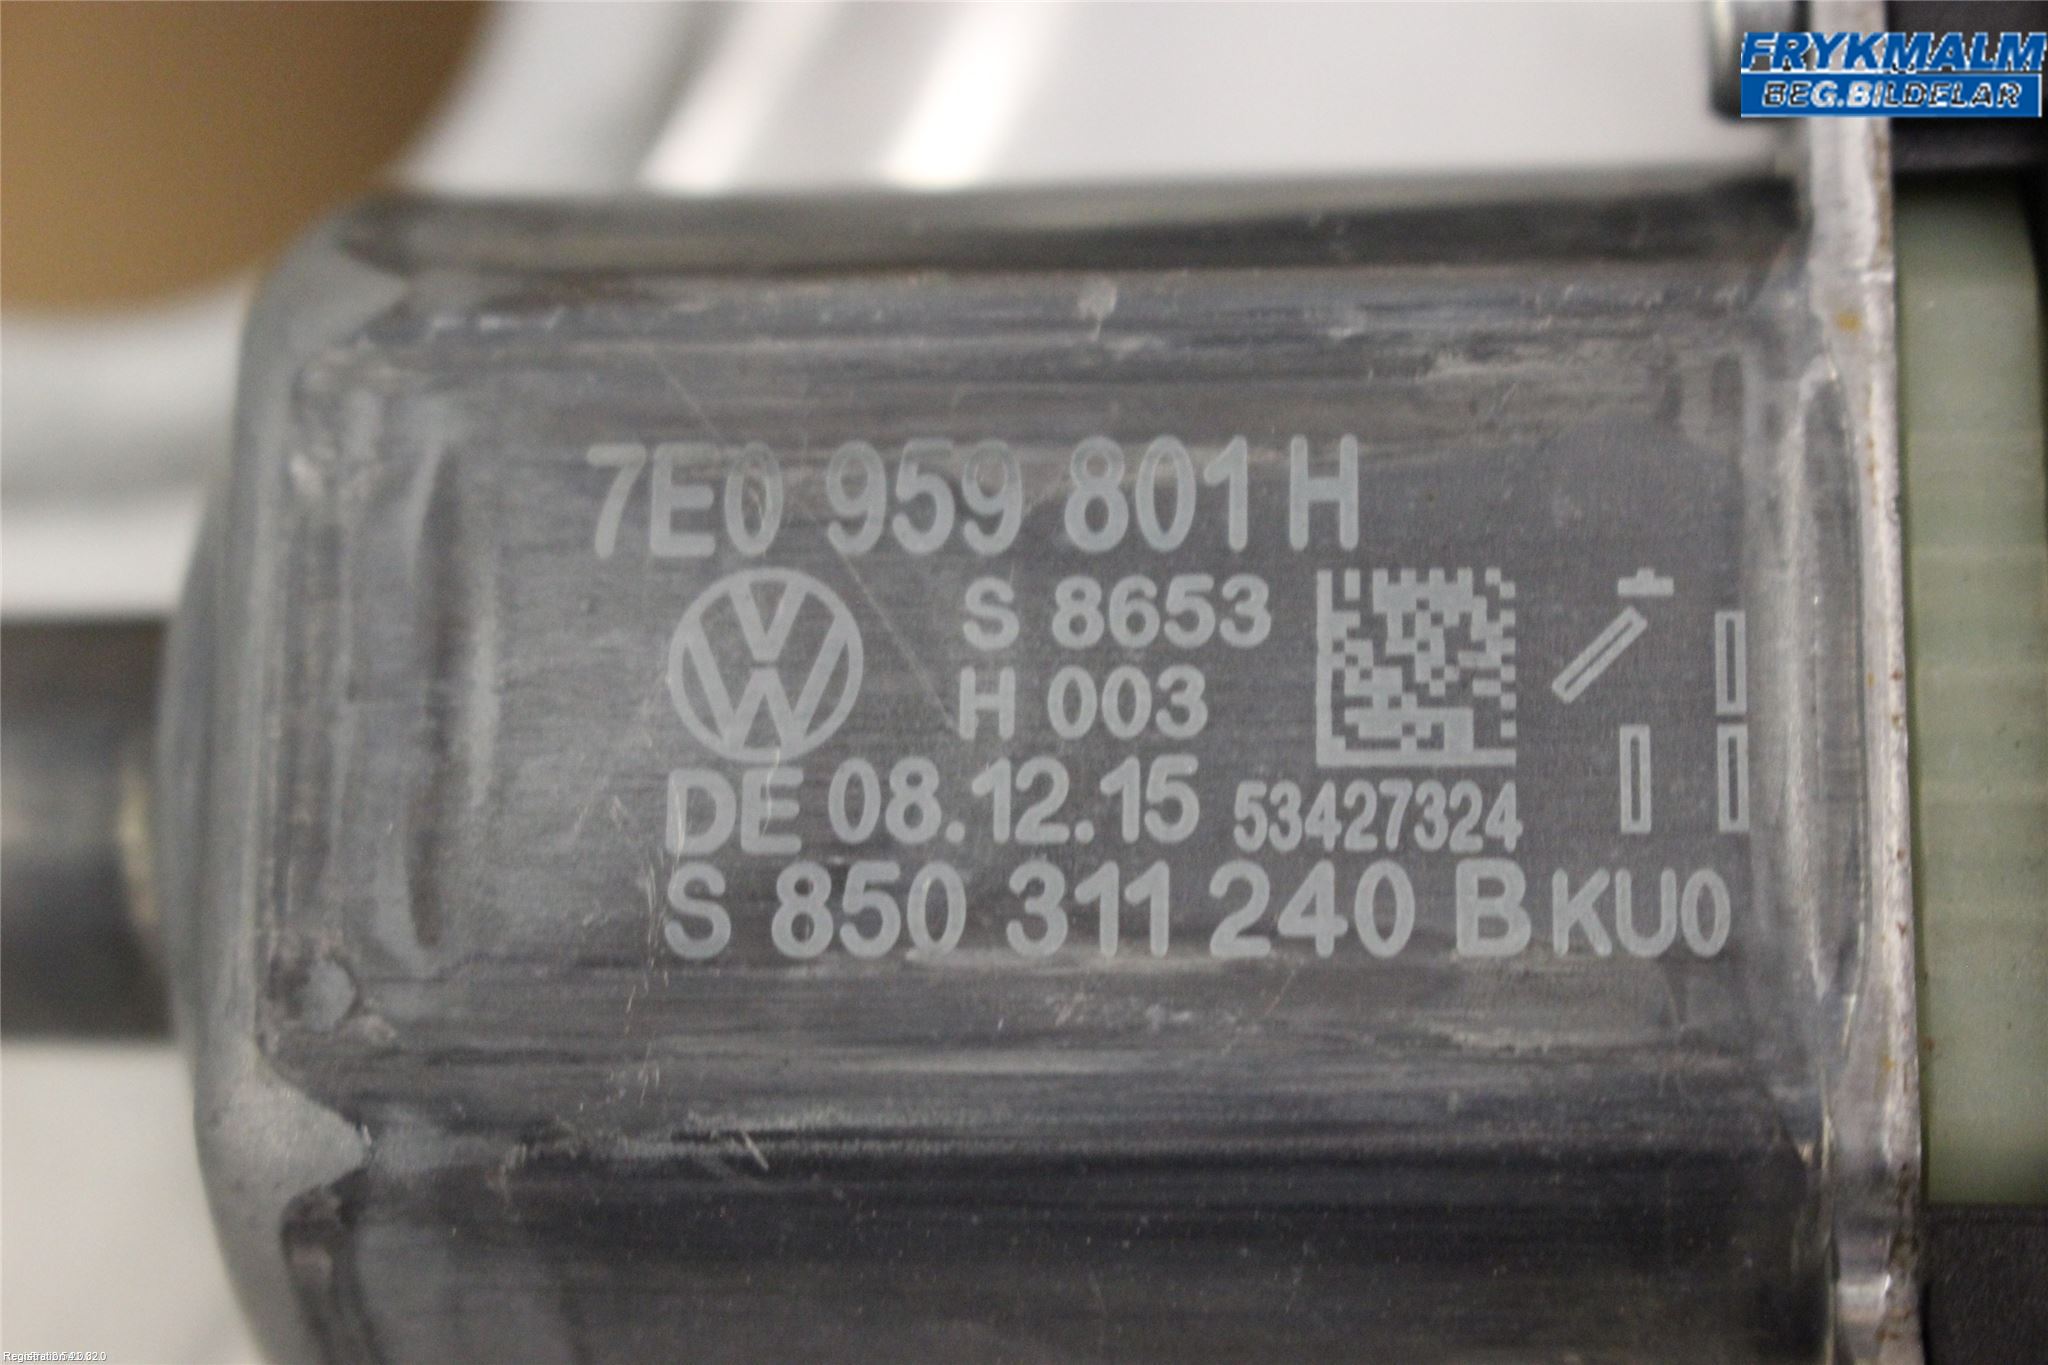 FRYKMALM
BEG.BILDELAR
7E0 959 801 H
S 8653
H 003
DE 08.12.15 53427324
S 850 311 240 B KU0